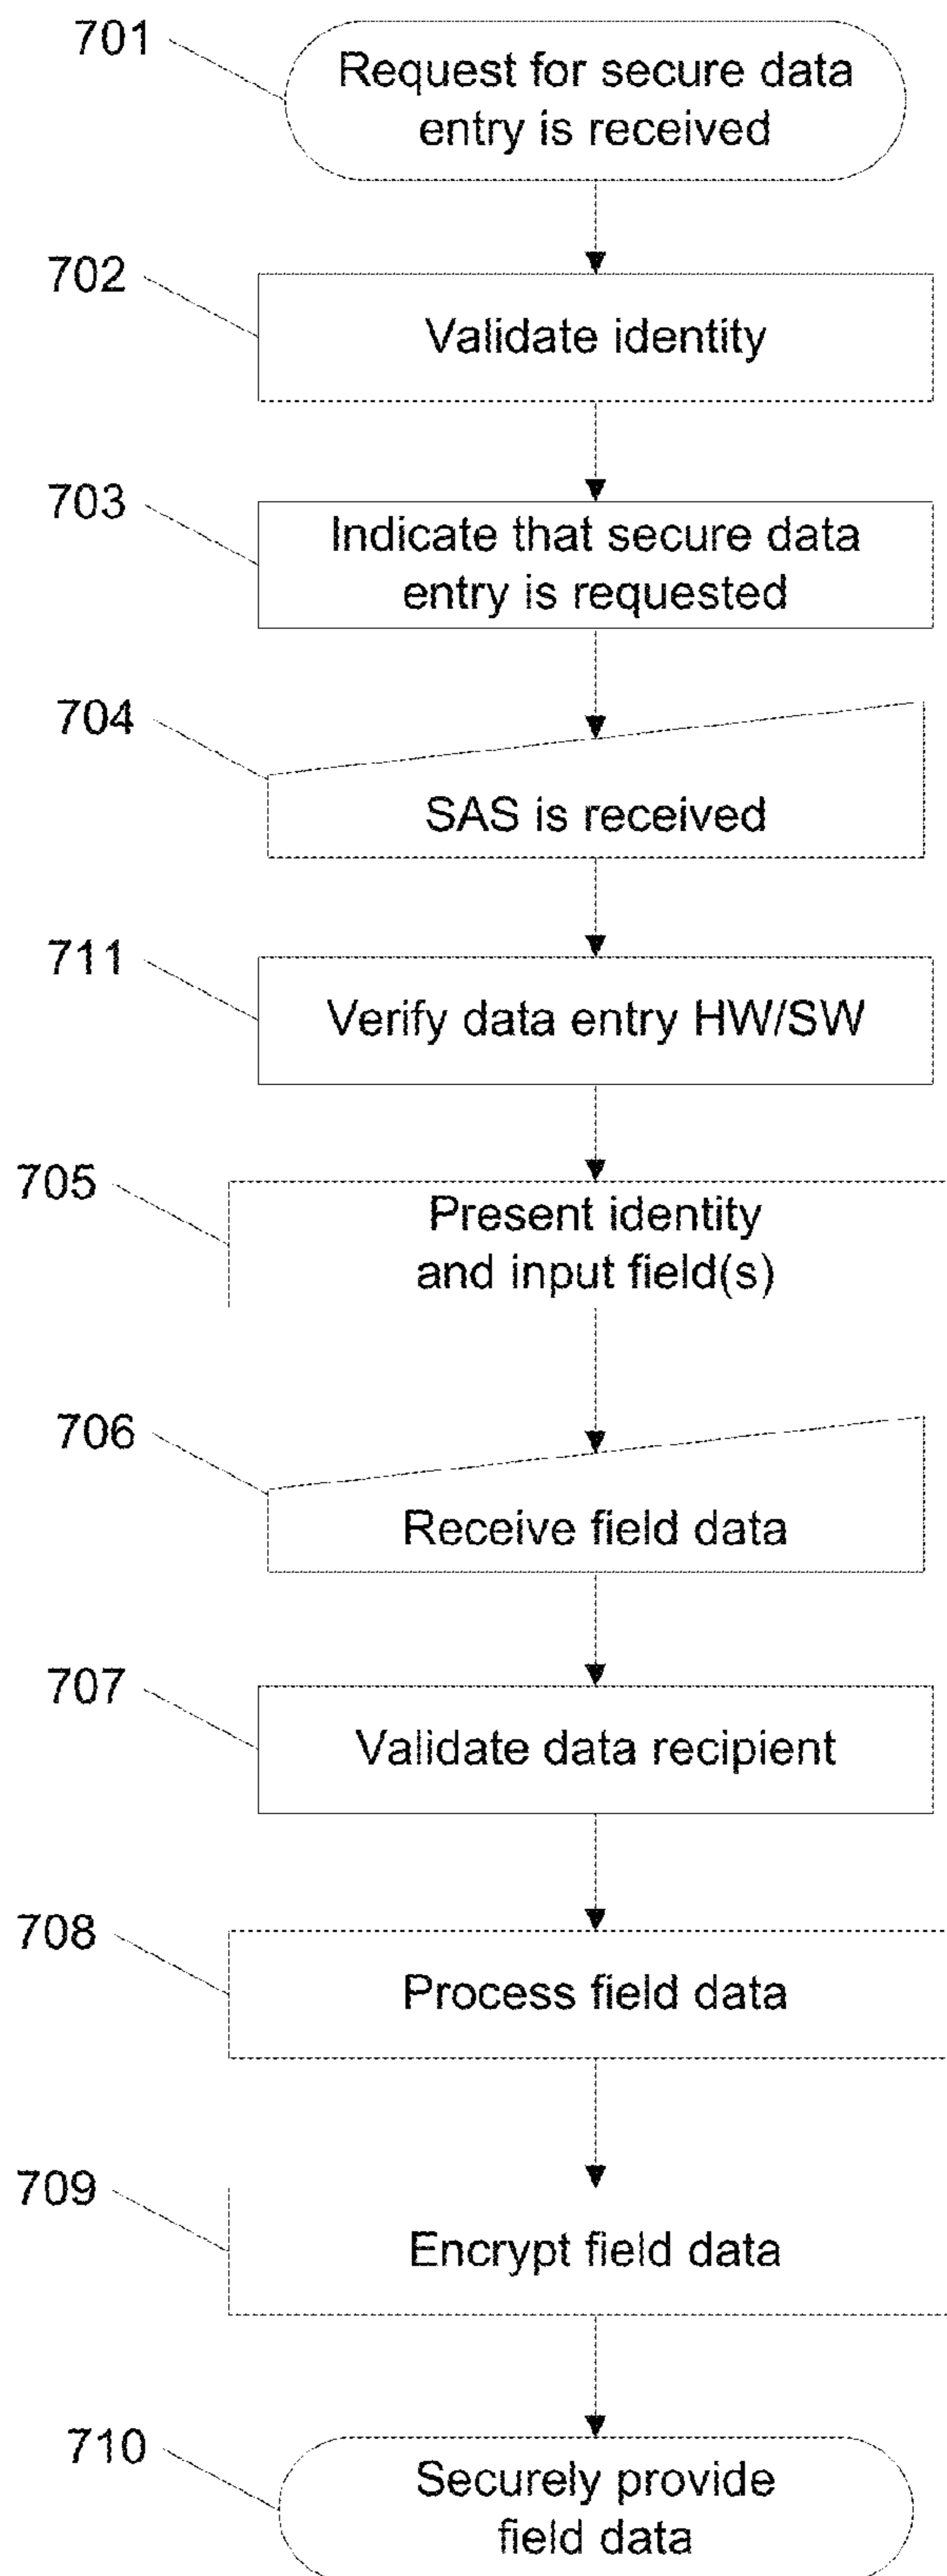 701
Request for secure data
entry is received
702
Validate identity
703
Indicate that secure data
entry is requested
704
SAS is received
711
Verify data entry HW/SW
705
Present identity
and input field(s)
706
Receive field data
707
Validate data recipient
708
Process field data
709
Encrypt field data
710
Securely provide
field data